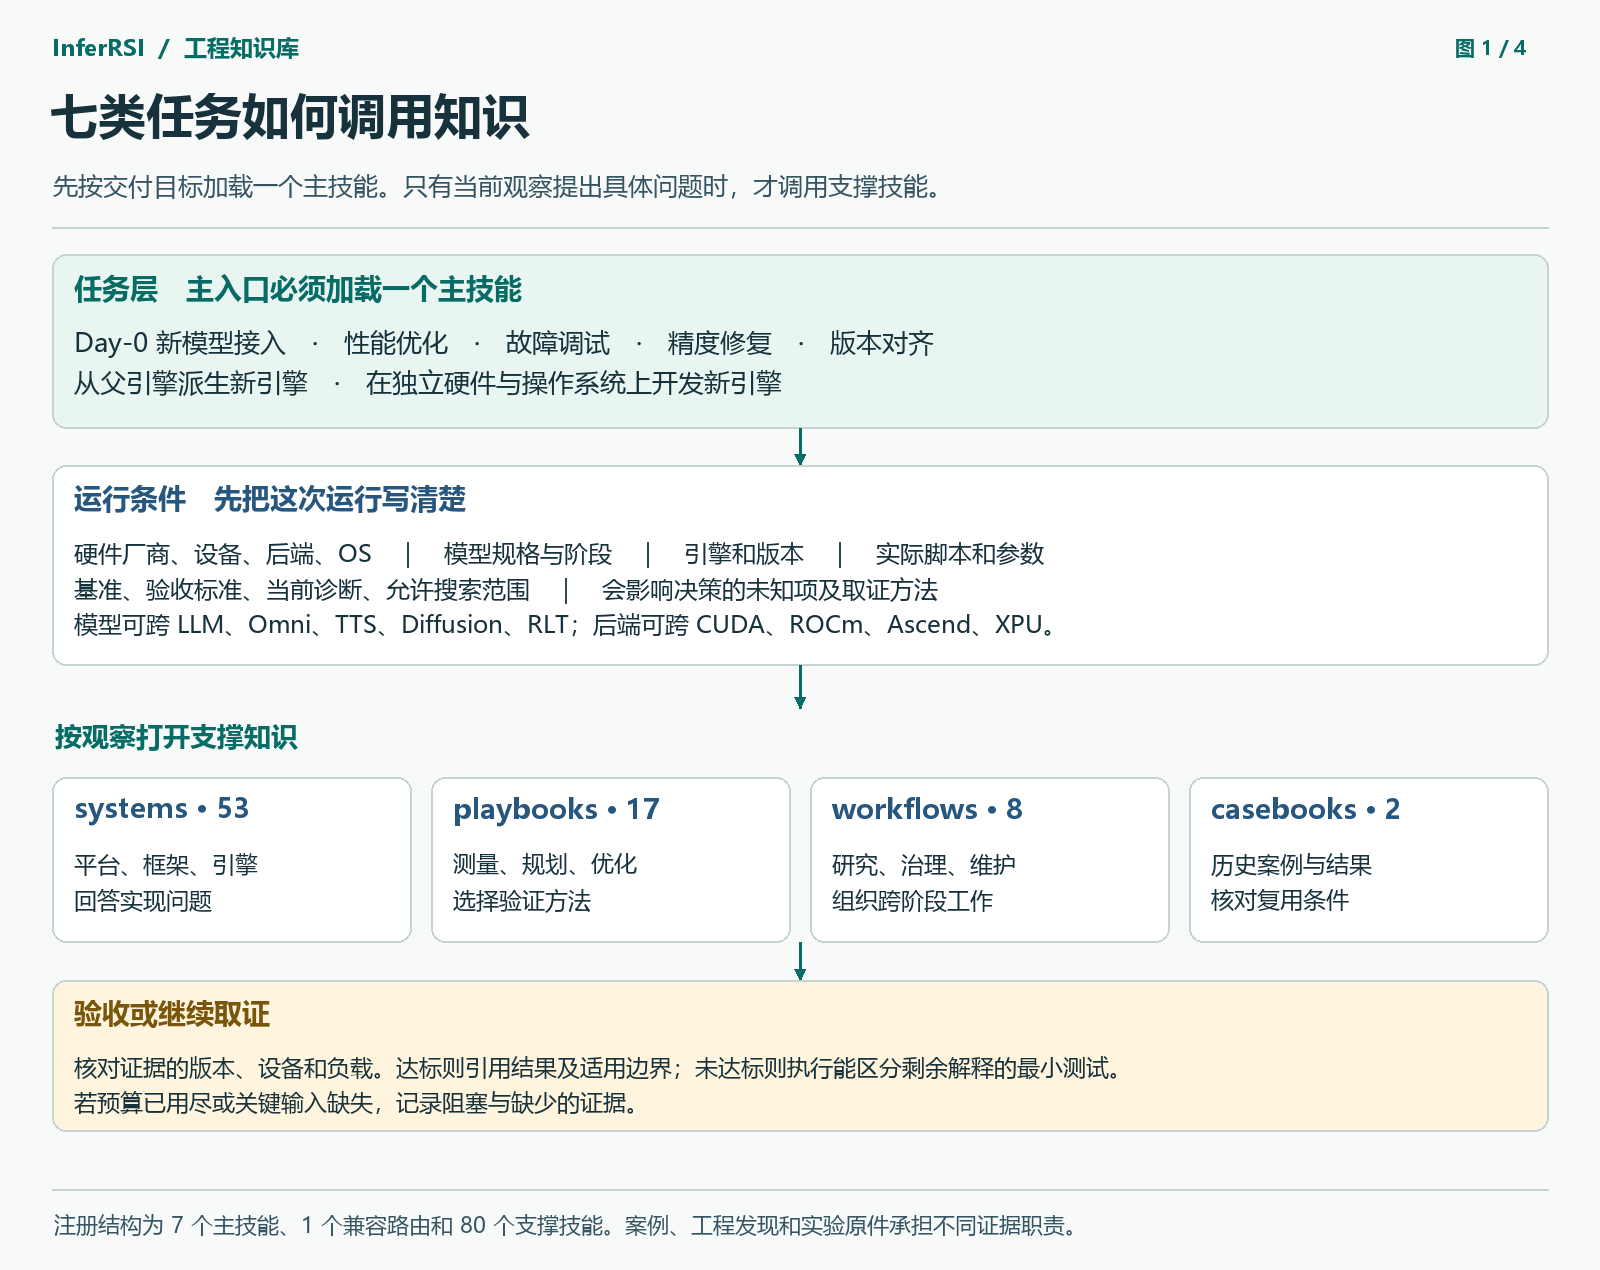 InferRSI / 工程知识库
图 1 / 4
七类任务如何调用知识
先按交付目标加载一个主技能。只有当前观察提出具体问题时，才调用支撑技能。
任务层 主入口必须加载一个主技能
Day-0 新模型接入 · 性能优化 · 故障调试 · 精度修复 · 版本对齐
从父引擎派生新引擎 · 在独立硬件与操作系统上开发新引擎
运行条件 先把这次运行写清楚
硬件厂商、设备、后端、OS | 模型规格与阶段 | 引擎和版本 | 实际脚本和参数
基准、验收标准、当前诊断、允许搜索范围 | 会影响决策的未知项及取证方法
模型可跨 LLM、Omni、TTS、Diffusion、RLT；后端可跨 CUDA、ROCm、Ascend、XPU。
按观察打开支撑知识
systems • 53
平台、框架、引擎
回答实现问题
playbooks • 17
测量、规划、优化
选择验证方法
workflows • 8
研究、治理、维护
组织跨阶段工作
casebooks • 2
历史案例与结果
核对复用条件
验收或继续取证
核对证据的版本、设备和负载。达标则引用结果及适用边界；未达标则执行能区分剩余解释的最小测试。
若预算已用尽或关键输入缺失，记录阻塞与缺少的证据。
注册结构为 7 个主技能、1 个兼容路由和 80 个支撑技能。案例、工程发现和实验原件承担不同证据职责。